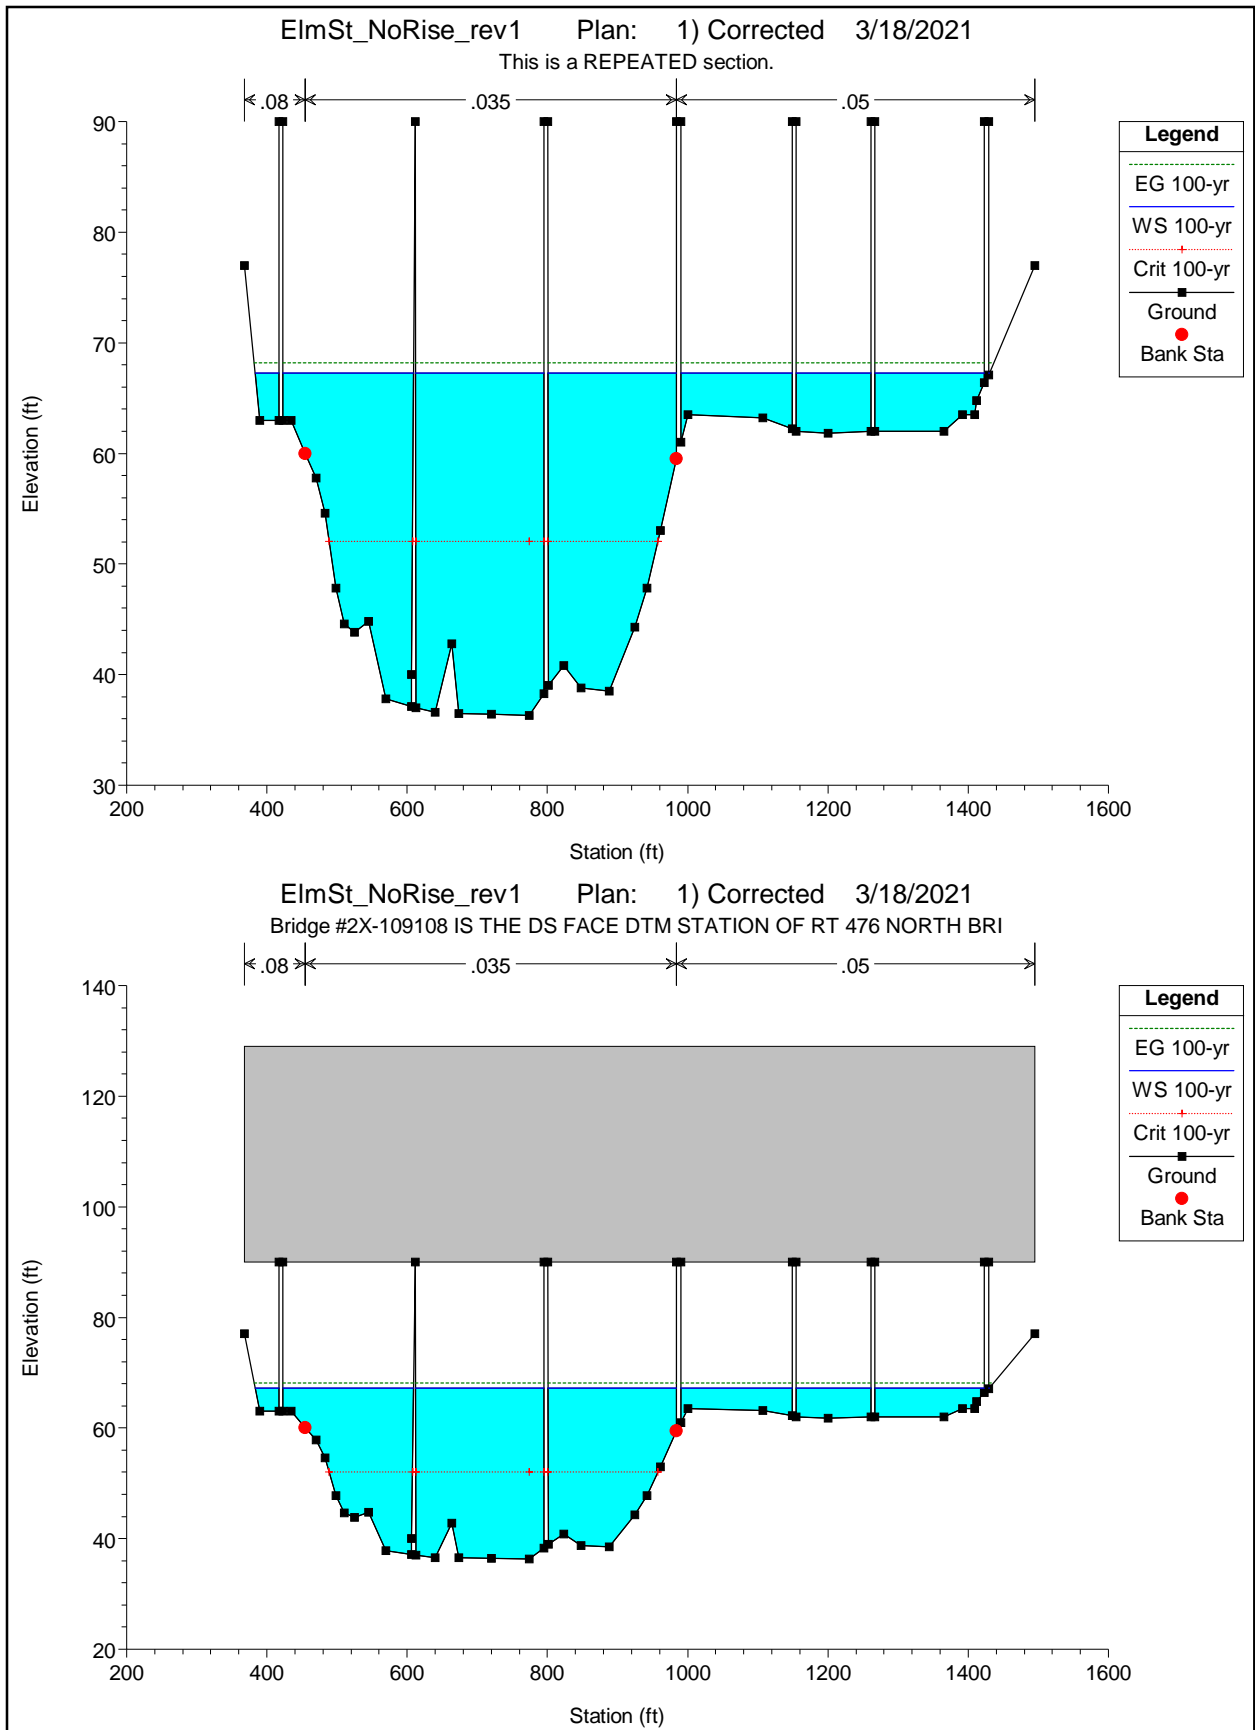 ElmSt_NoRise_rev1 Plan: 1) Corrected 3/18/2021
This is a REPEATED section.
.08 .035 .05
90
80
70
60
50
40
30
200 400 600 800 1000 1200 1400 1600
Elevation (ft)
Station (ft)
Legend
EG 100-yr
WS 100-yr
Crit 100-yr
Ground
Bank Sta
ElmSt_NoRise_rev1 Plan: 1) Corrected 3/18/2021
Bridge #2X-109108 IS THE DS FACE DTM STATION OF RT 476 NORTH BRI
.08 .035 .05
140
120
100
80
60
40
20
200 400 600 800 1000 1200 1400 1600
Elevation (ft)
Station (ft)
Legend
EG 100-yr
WS 100-yr
Crit 100-yr
Ground
Bank Sta